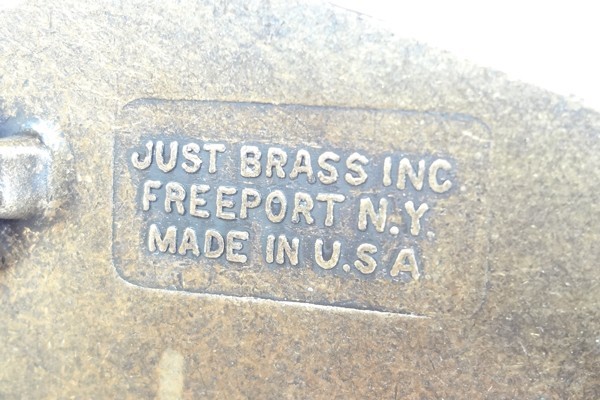 JUST BRASS INC
FREEPORT N.Y.
MADE IN U.S.A